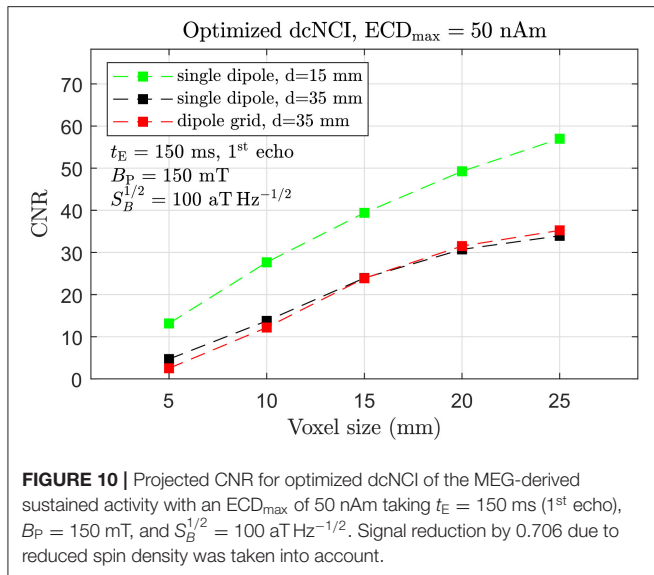 Optimized dcNCI, ECD_max = 50 nAm
70
60
50
40
30
20
10
0
CNR
single dipole, d=15 mm
single dipole, d=35 mm
dipole grid, d=35 mm
t_E = 150 ms, 1^st echo
B_P = 150 mT
S_B^1/2 = 100 aT Hz^−1/2
5 10 15 20 25
Voxel size (mm)
FIGURE 10 | Projected CNR for optimized dcNCI of the MEG-derived
sustained activity with an ECD_max of 50 nAm taking t_E = 150 ms (1^st echo),
B_P = 150 mT, and S_B^1/2 = 100 aT Hz^−1/2. Signal reduction by 0.706 due to
reduced spin density was taken into account.